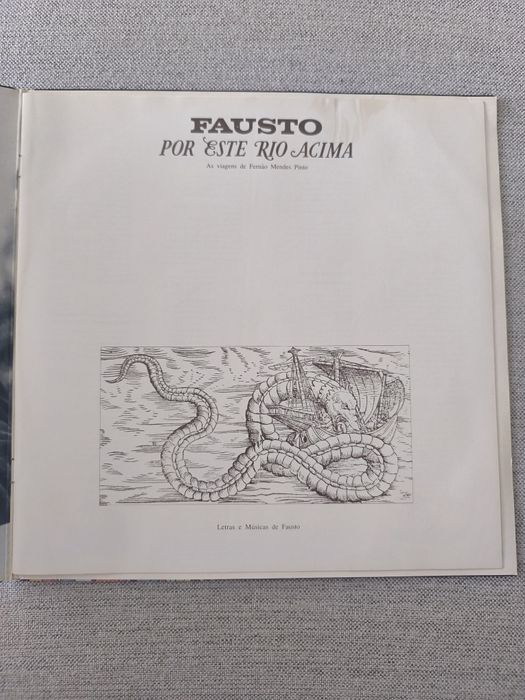 FAUSTO
POR ESTE RIO ACIMA
As viagens de Fernão Mendes Pinto
Letras e Músicas de Fausto